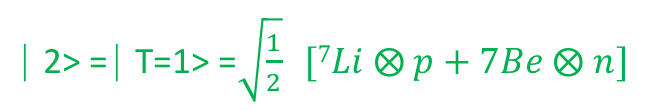 | 2> = | T=1> = √(1/2) [⁷Li ⊗ p + 7Be ⊗ n]